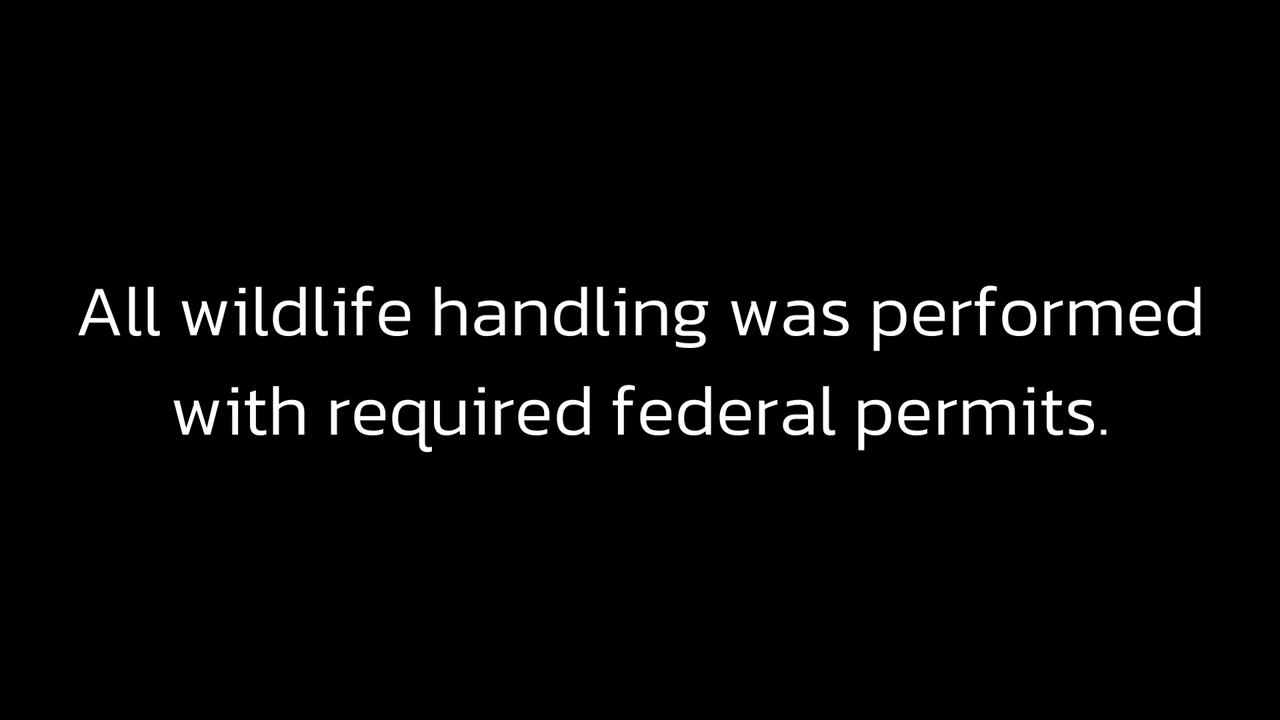 All wildlife handling was performed
with required federal permits.